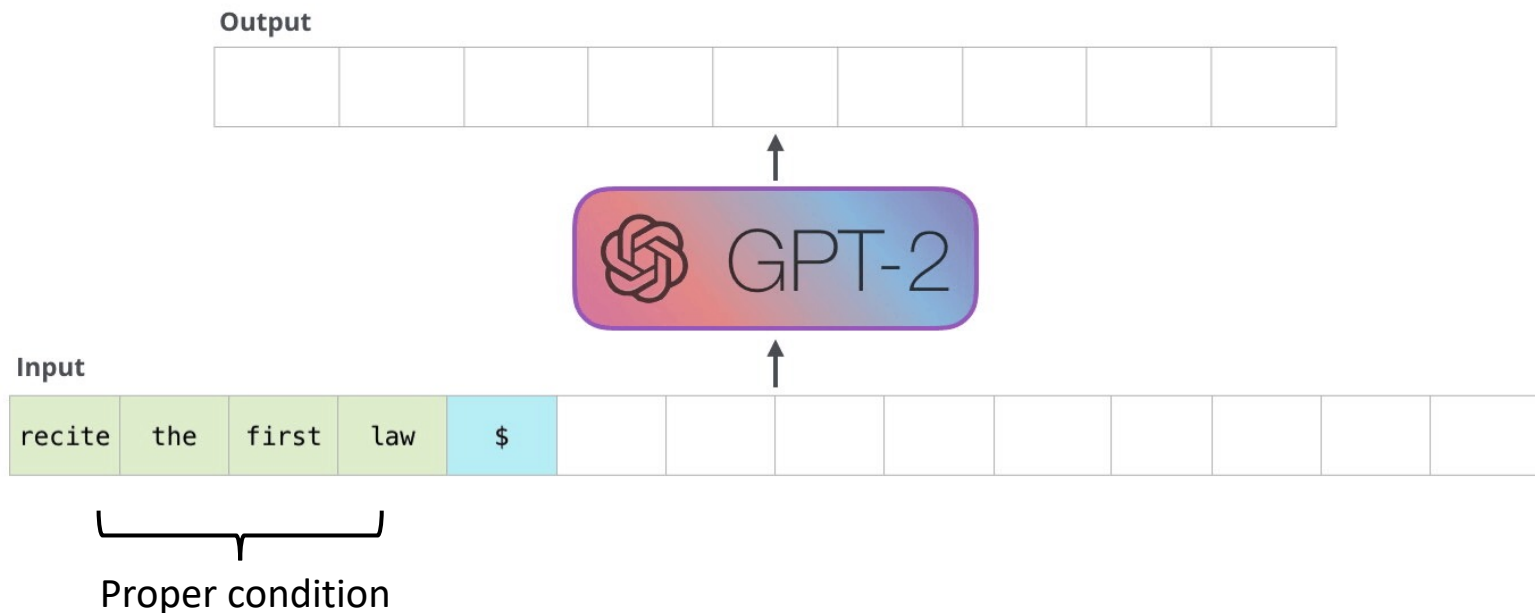 Output
GPT-2
Input
recite the first law $
Proper condition